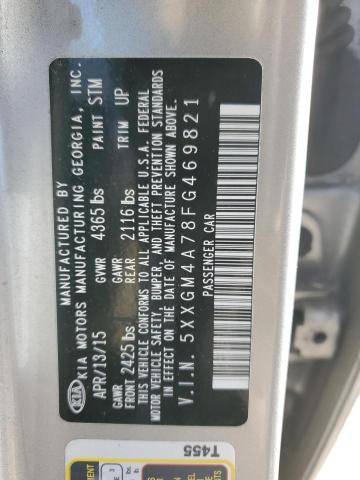 KIA
MANUFACTURED BY
KIA MOTORS MANUFACTURING GEORGIA, INC.
APR/13/15 GVWR 4365 lbs PAINT STM
GAWR FRONT 2425 lbs GAWR REAR 2116 lbs TRIM UP
THIS VEHICLE CONFORMS TO ALL APPLICABLE U.S.A. FEDERAL
MOTOR VEHICLE SAFETY, BUMPER, AND THEFT PREVENTION STANDARDS
IN EFFECT ON THE DATE OF MANUFACTURE SHOWN ABOVE.
V.I.N. 5XXGM4A78FG469821
PASSENGER CAR
T455